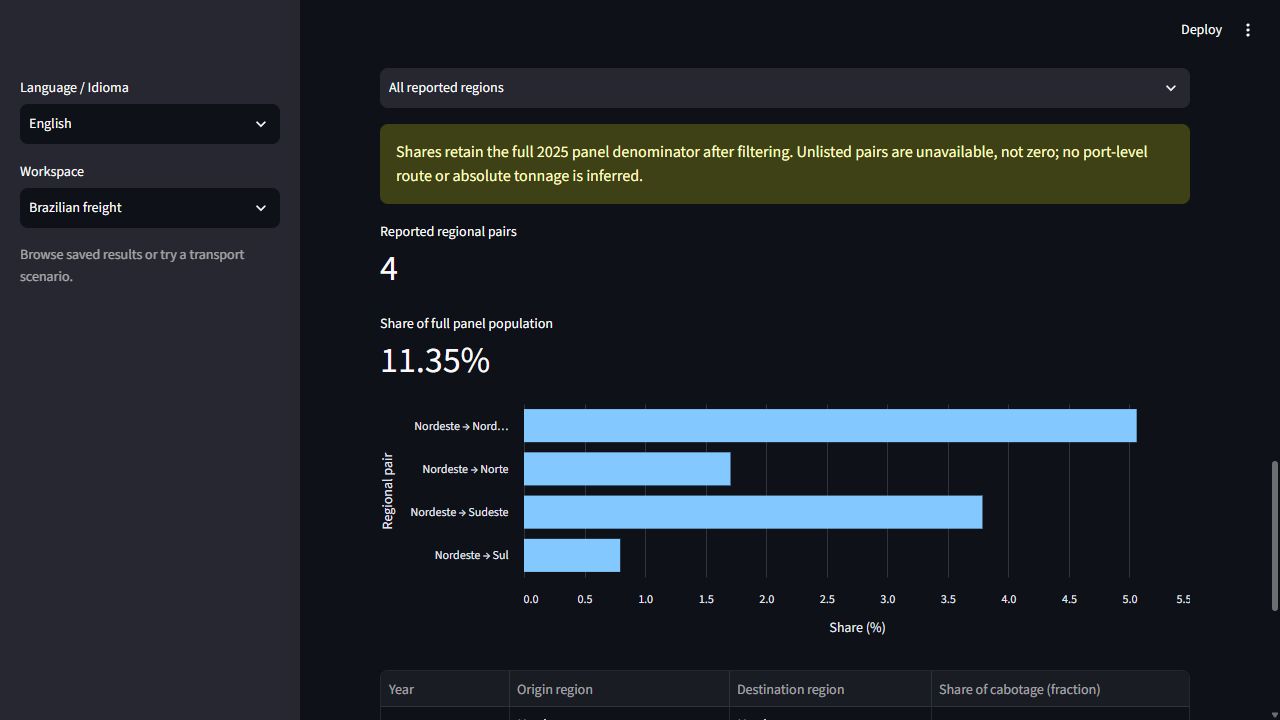 Deploy
Language / Idioma
English
Workspace
Brazilian freight
Browse saved results or try a transport
scenario.
All reported regions
Shares retain the full 2025 panel denominator after filtering. Unlisted pairs are unavailable, not zero; no port-level
route or absolute tonnage is inferred.
Reported regional pairs
4
Share of full panel population
11.35%
Regional pair
Nordeste → Nord…
Nordeste → Norte
Nordeste → Sudeste
Nordeste → Sul
0.0 0.5 1.0 1.5 2.0 2.5 3.0 3.5 4.0 4.5 5.0 5.5
Share (%)
Year Origin region Destination region Share of cabotage (fraction)